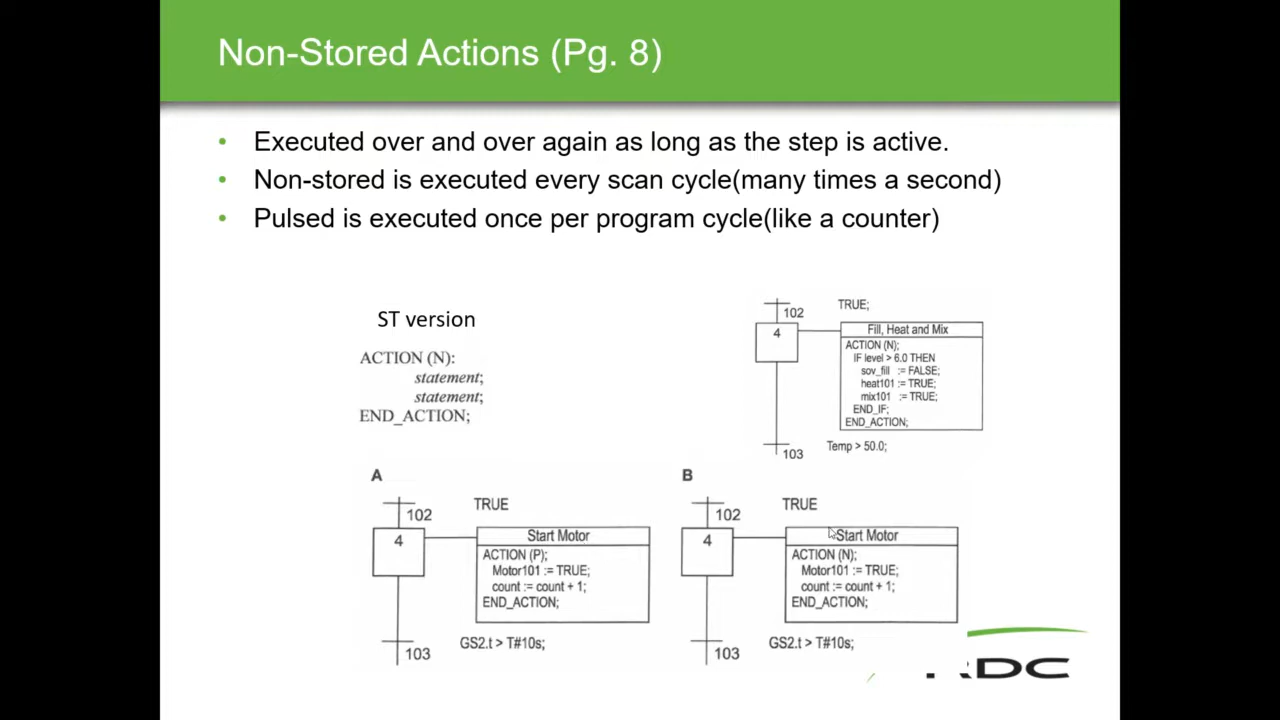 Non-Stored Actions (Pg. 8)
• Executed over and over again as long as the step is active.
• Non-stored is executed every scan cycle(many times a second)
• Pulsed is executed once per program cycle(like a counter)
ST version
ACTION (N):
statement;
statement;
END_ACTION;
102
TRUE;
4
Fill, Heat and Mix
ACTION (N);
IF level > 6.0 THEN
sov_fill := FALSE;
heat101 := TRUE;
mix101 := TRUE;
END_IF;
END_ACTION;
103
Temp > 50.0;
A
102
TRUE
4
Start Motor
ACTION (P);
Motor101 := TRUE;
count := count + 1;
END_ACTION;
103
GS2.t > T#10s;
B
102
TRUE
4
Start Motor
ACTION (N);
Motor101 := TRUE;
count := count + 1;
END_ACTION;
103
GS2.t > T#10s;
RDC